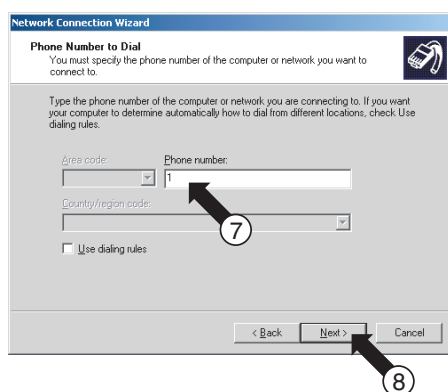 Network Connection Wizard
Phone Number to Dial
You must specify the phone number of the computer or network you want to
connect to.
Type the phone number of the computer or network you are connecting to. If you want
your computer to determine automatically how to dial from different locations, check Use
dialing rules.
Area code: Phone number:
1
7
Country/region code:
Use dialing rules
< Back Next > Cancel
8